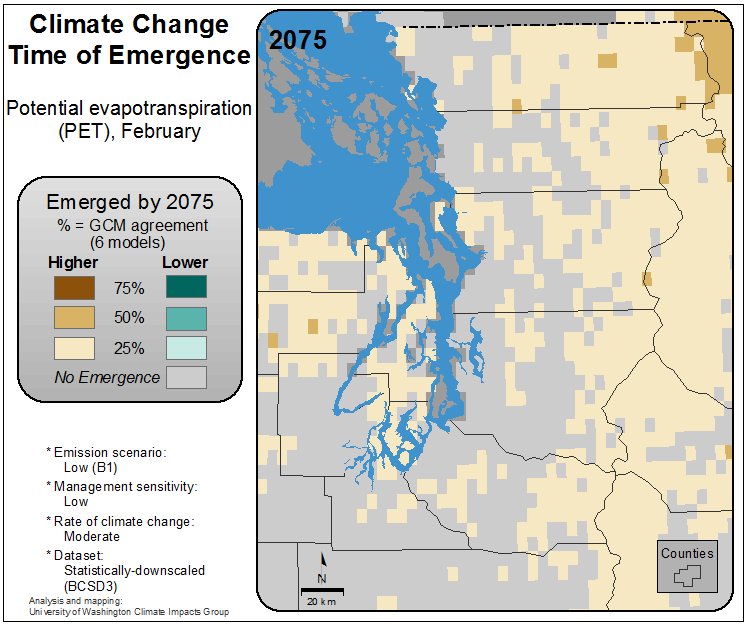 Climate Change
Time of Emergence
Potential evapotranspiration
(PET), February
Emerged by 2075
% = GCM agreement
(6 models)
Higher Lower
75%
50%
25%
No Emergence
* Emission scenario:
Low (B1)
* Management sensitivity:
Low
* Rate of climate change:
Moderate
* Dataset:
Statistically-downscaled
(BCSD3)
Analysis and mapping:
University of Washington Climate Impacts Group
2075
N
20 km
Counties